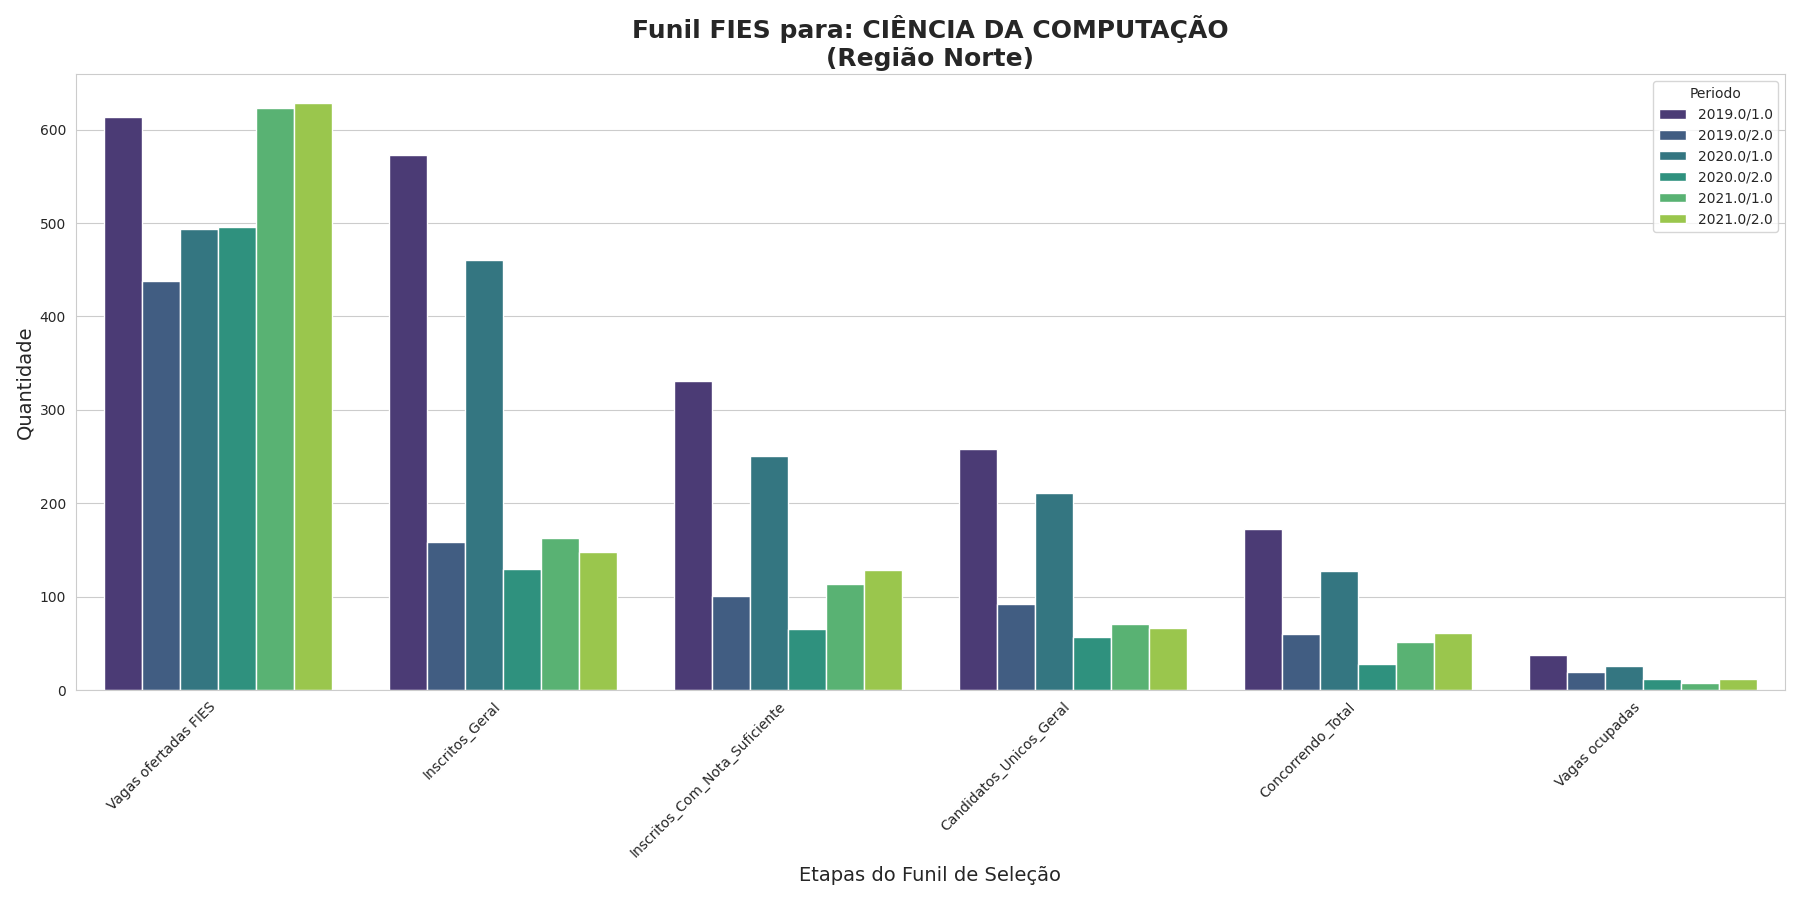 Funil FIES para: CIÊNCIA DA COMPUTAÇÃO
(Região Norte)
Periodo
2019.0/1.0
2019.0/2.0
2020.0/1.0
2020.0/2.0
2021.0/1.0
2021.0/2.0
Quantidade
600
500
400
300
200
100
0
Vagas ofertadas FIES
Inscritos_Geral
Inscritos_Com_Nota_Suficiente
Candidatos_Unicos_Geral
Concorrendo_Total
Vagas ocupadas
Etapas do Funil de Seleção